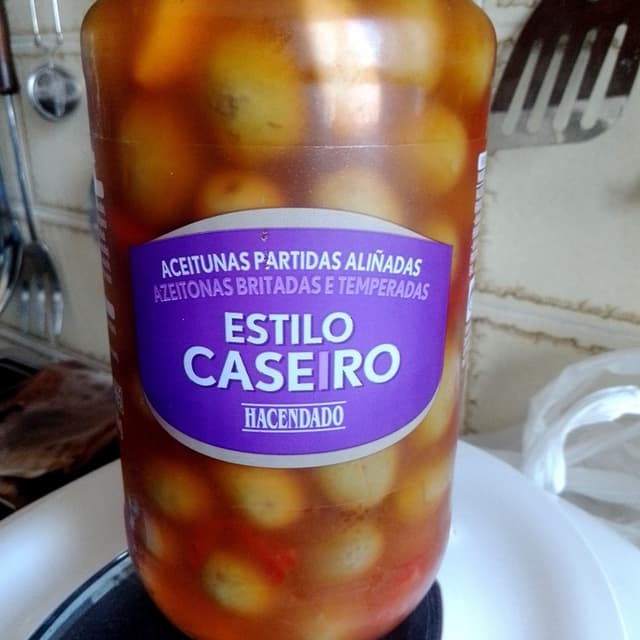 ACEITUNAS PARTIDAS ALIÑADAS
AZEITONAS BRITADAS E TEMPERADAS
ESTILO
CASEIRO
HACENDADO